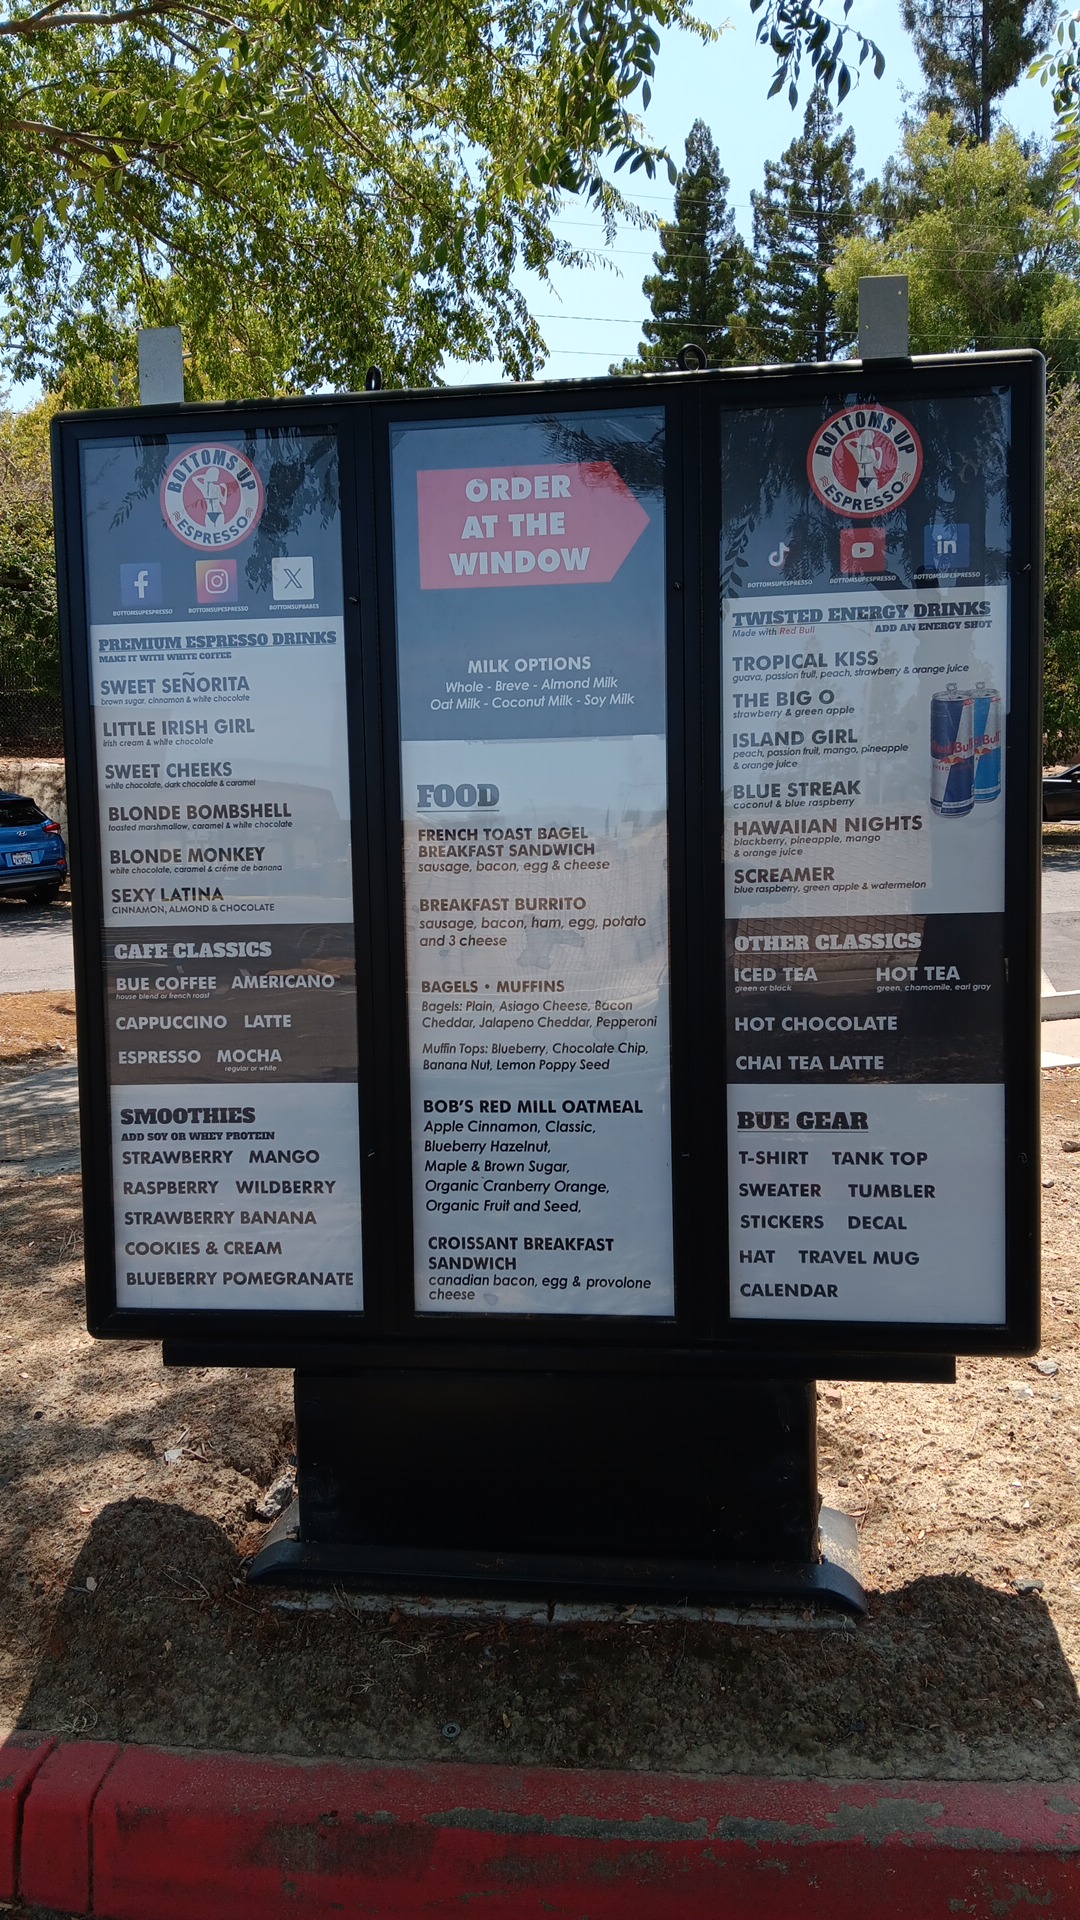 BOTTOMS UP
ESPRESSO
BOTTOMSUPESPRESSO
BOTTOMSUPESPRESSO
BOTTOMSUPBABES
PREMIUM ESPRESSO DRINKS
MAKE IT WITH WHITE COFFEE
SWEET SEÑORITA
brown sugar, cinnamon & white chocolate
LITTLE IRISH GIRL
irish cream & white chocolate
SWEET CHEEKS
white chocolate, dark chocolate & caramel
BLONDE BOMBSHELL
toasted marshmallow, caramel & white chocolate
BLONDE MONKEY
white chocolate, caramel & créme de banana
SEXY LATINA
CINNAMON, ALMOND & CHOCOLATE
CAFE CLASSICS
BUE COFFEE AMERICANO
house blend or french roast
CAPPUCCINO LATTE
ESPRESSO MOCHA
regular or white
SMOOTHIES
ADD SOY OR WHEY PROTEIN
STRAWBERRY MANGO
RASPBERRY WILDBERRY
STRAWBERRY BANANA
COOKIES & CREAM
BLUEBERRY POMEGRANATE
ORDER
AT THE
WINDOW
MILK OPTIONS
Whole - Breve - Almond Milk
Oat Milk - Coconut Milk - Soy Milk
FOOD
FRENCH TOAST BAGEL
BREAKFAST SANDWICH
sausage, bacon, egg & cheese
BREAKFAST BURRITO
sausage, bacon, ham, egg, potato
and 3 cheese
BAGELS • MUFFINS
Bagels: Plain, Asiago Cheese, Bacon
Cheddar, Jalapeno Cheddar, Pepperoni
Muffin Tops: Blueberry, Chocolate Chip,
Banana Nut, Lemon Poppy Seed
BOB'S RED MILL OATMEAL
Apple Cinnamon, Classic,
Blueberry Hazelnut,
Maple & Brown Sugar,
Organic Cranberry Orange,
Organic Fruit and Seed,
CROISSANT BREAKFAST
SANDWICH
canadian bacon, egg & provolone
cheese
BOTTOMS UP
ESPRESSO
in
BOTTOMSUPESPRESSO
BOTTOMSUPESPRESSO
BOTTOMSUPESPRESSO
TWISTED ENERGY DRINKS
Made with Red Bull ADD AN ENERGY SHOT
TROPICAL KISS
guava, passion fruit, peach, strawberry & orange juice
THE BIG O
strawberry & green apple
ISLAND GIRL
peach, passion fruit, mango, pineapple
& orange juice
BLUE STREAK
coconut & blue raspberry
HAWAIIAN NIGHTS
blackberry, pineapple, mango
& orange juice
SCREAMER
blue raspberry, green apple & watermelon
Red Bull
OTHER CLASSICS
ICED TEA HOT TEA
green or black green, chamomile, earl gray
HOT CHOCOLATE
CHAI TEA LATTE
BUE GEAR
T-SHIRT TANK TOP
SWEATER TUMBLER
STICKERS DECAL
HAT TRAVEL MUG
CALENDAR